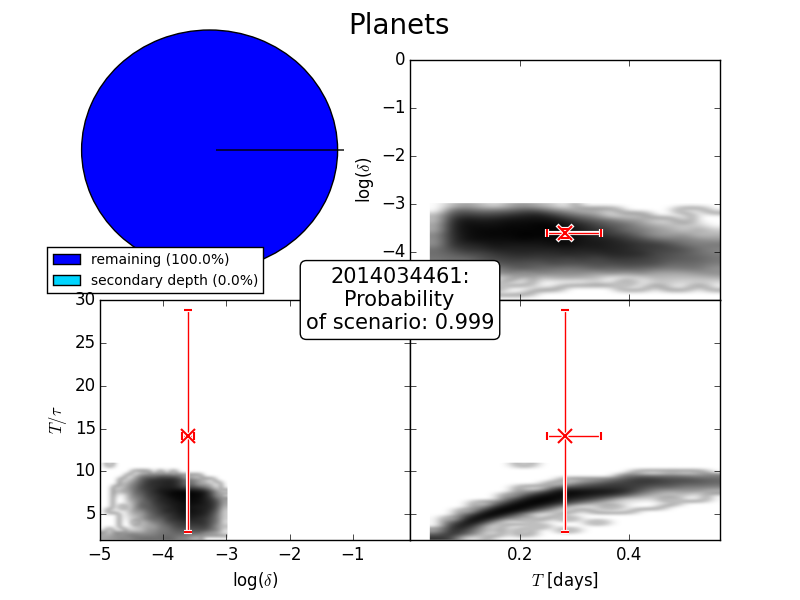 Planets
0
−1
−2
−3
−4
log(δ)
remaining (100.0%)
secondary depth (0.0%)
2014034461:
Probability
of scenario: 0.999
30
25
20
15
10
5
T/τ
−5 −4 −3 −2 −1
log(δ)
0.2 0.4
T [days]